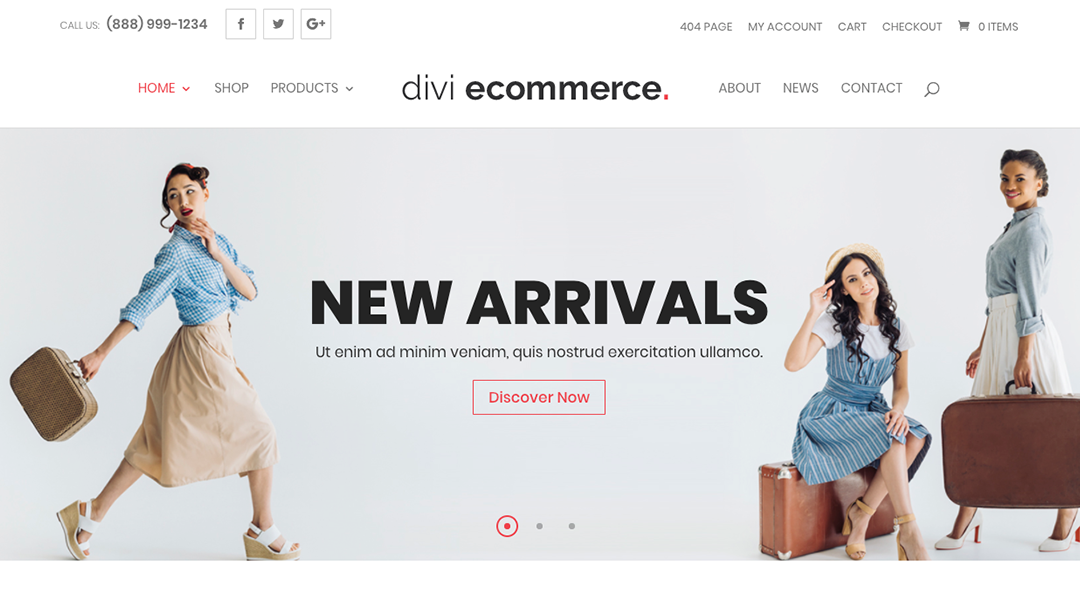 CALL US: (888) 999-1234
404 PAGE MY ACCOUNT CART CHECKOUT 0 ITEMS
HOME SHOP PRODUCTS divi ecommerce. ABOUT NEWS CONTACT
NEW ARRIVALS
Ut enim ad minim veniam, quis nostrud exercitation ullamco.
Discover Now